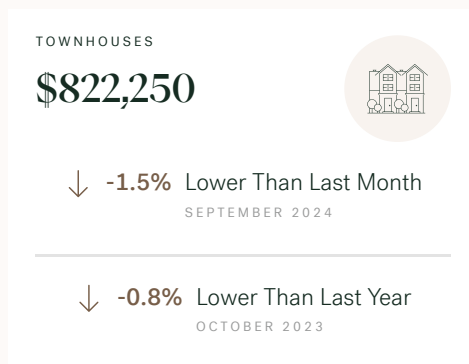 TOWNHOUSES
$822,250
-1.5% Lower Than Last Month
SEPTEMBER 2024
-0.8% Lower Than Last Year
OCTOBER 2023